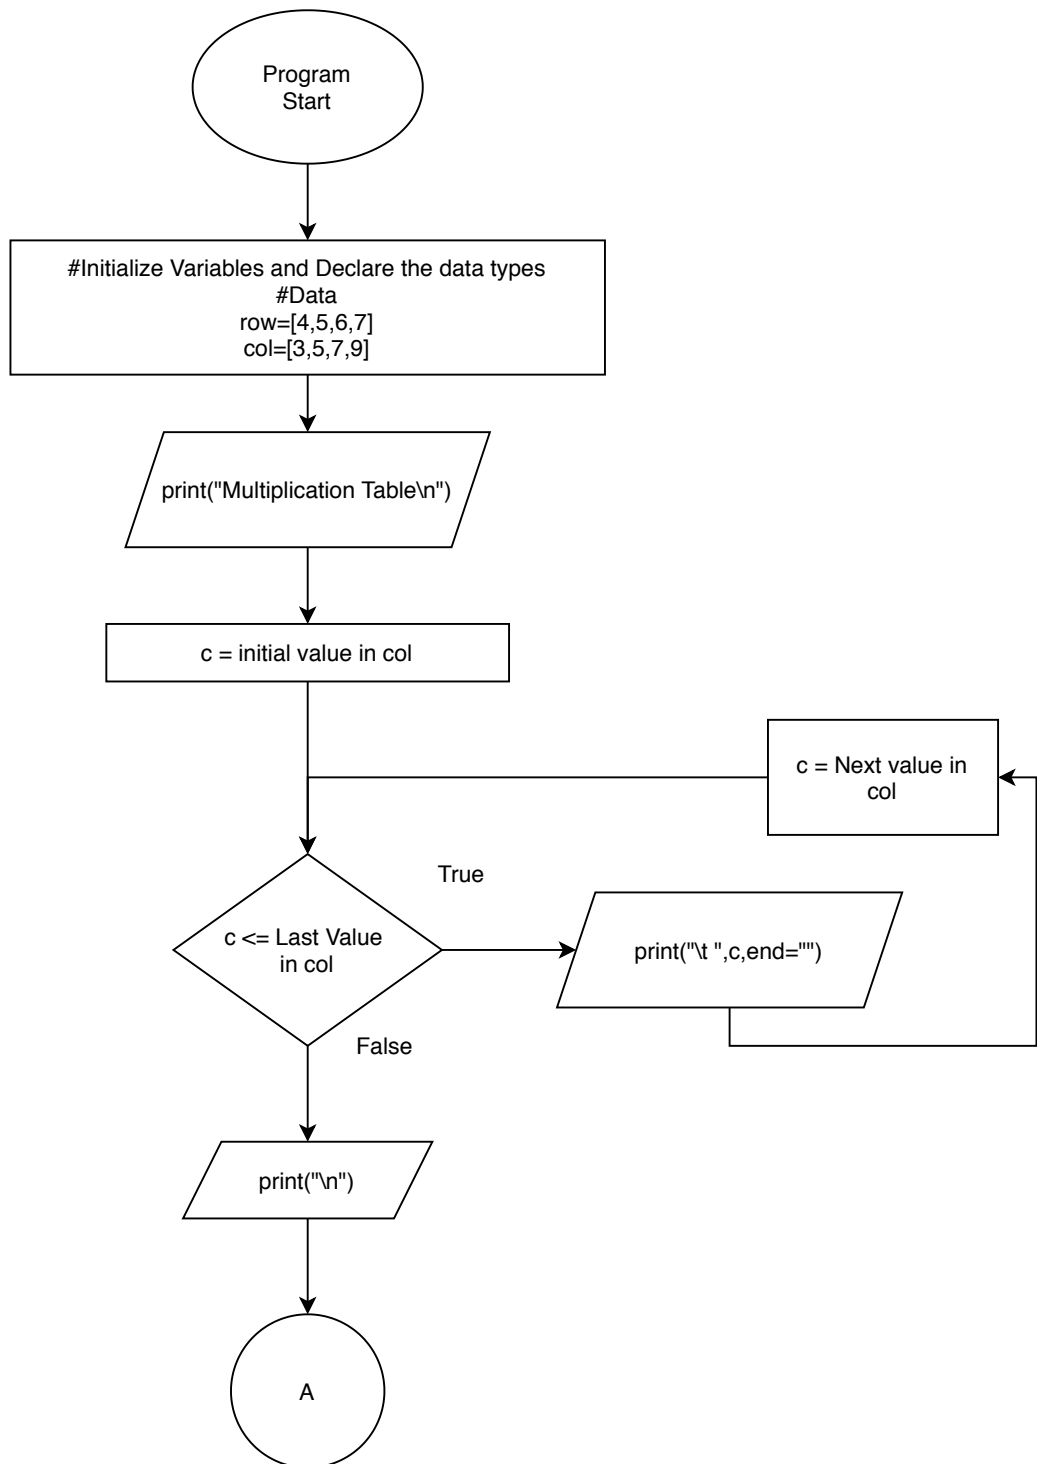 Program
Start
#Initialize Variables and Declare the data types
#Data
row=[4,5,6,7]
col=[3,5,7,9]
print("Multiplication Table\n")
c = initial value in col
c = Next value in
col
True
c <= Last Value
in col
print("\t ",c,end="")
False
print("\n")
A